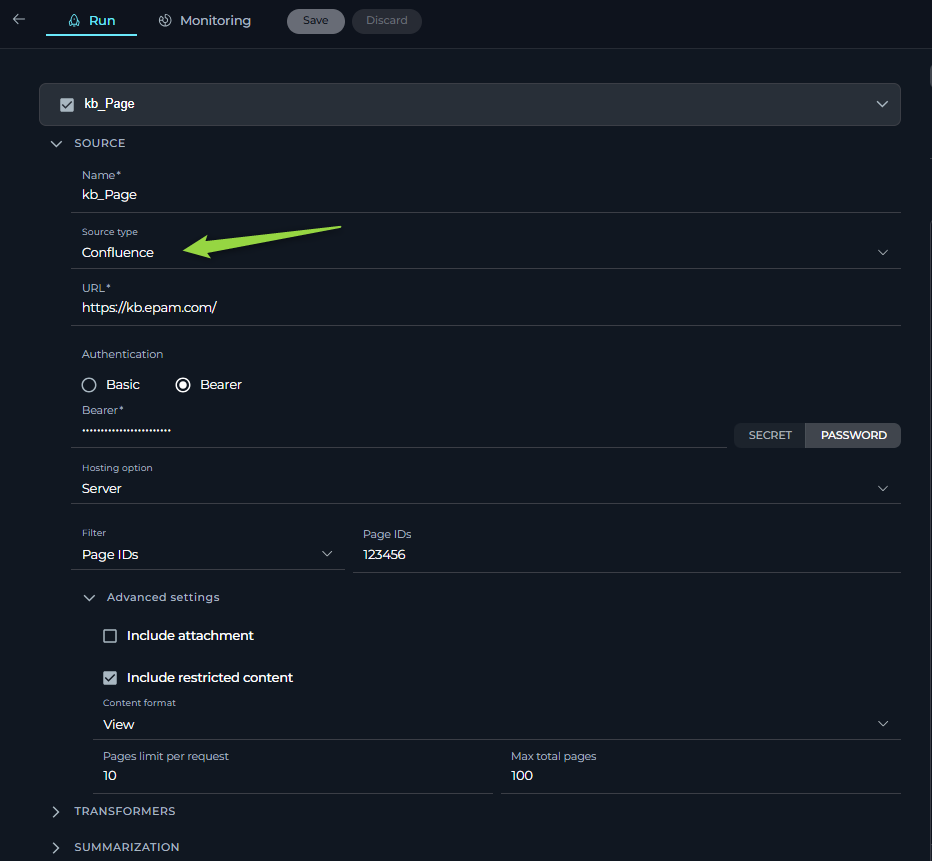 Run Monitoring Save Discard
kb_Page
SOURCE
Name*
kb_Page
Source type
Confluence
URL*
https://kb.epam.com/
Authentication
Basic Bearer
Bearer*
••••••••••••••••••••••••
SECRET PASSWORD
Hosting option
Server
Filter Page IDs
Page IDs 123456
Advanced settings
Include attachment
Include restricted content
Content format
View
Pages limit per request Max total pages
10 100
TRANSFORMERS
SUMMARIZATION